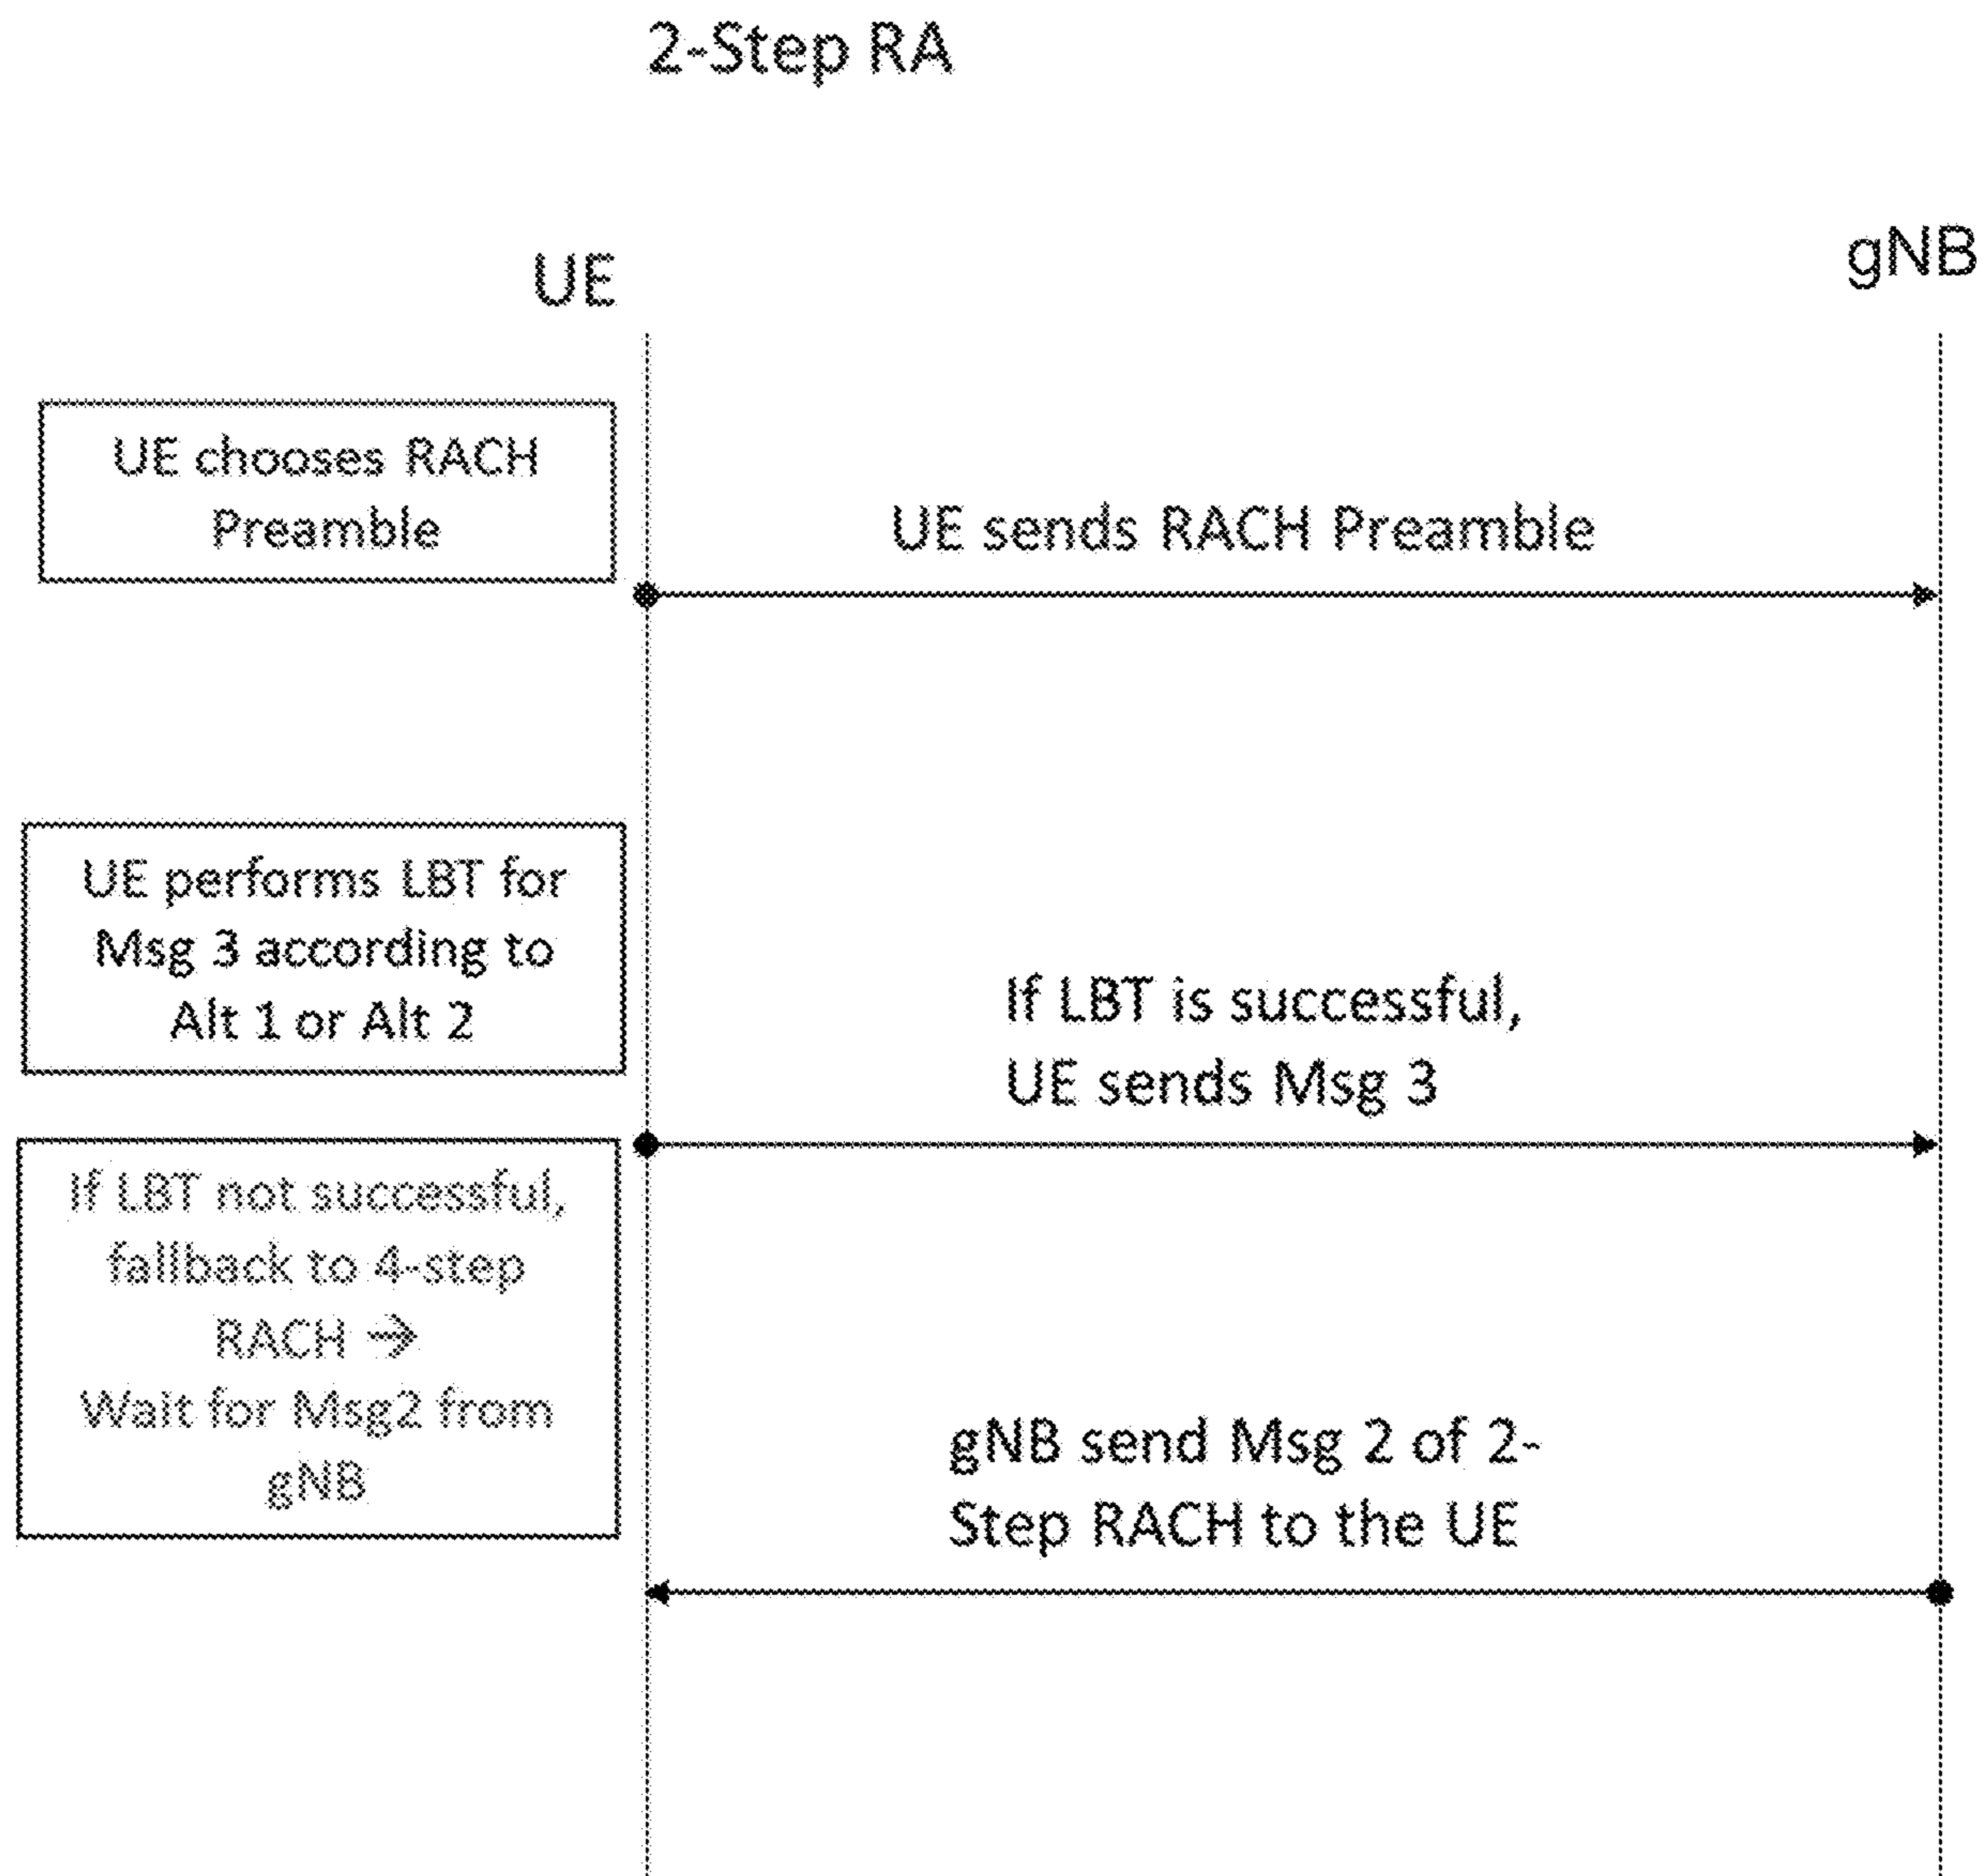 2-Step RA
UE
gNB
UE chooses RACH
Preamble
UE sends RACH Preamble
UE performs LBT for
Msg 3 according to
Alt 1 or Alt 2
If LBT is successful,
UE sends Msg 3
If LBT not successful,
fallback to 4-step
RACH →
Wait for Msg2 from
gNB
gNB send Msg 2 of 2-
Step RACH to the UE